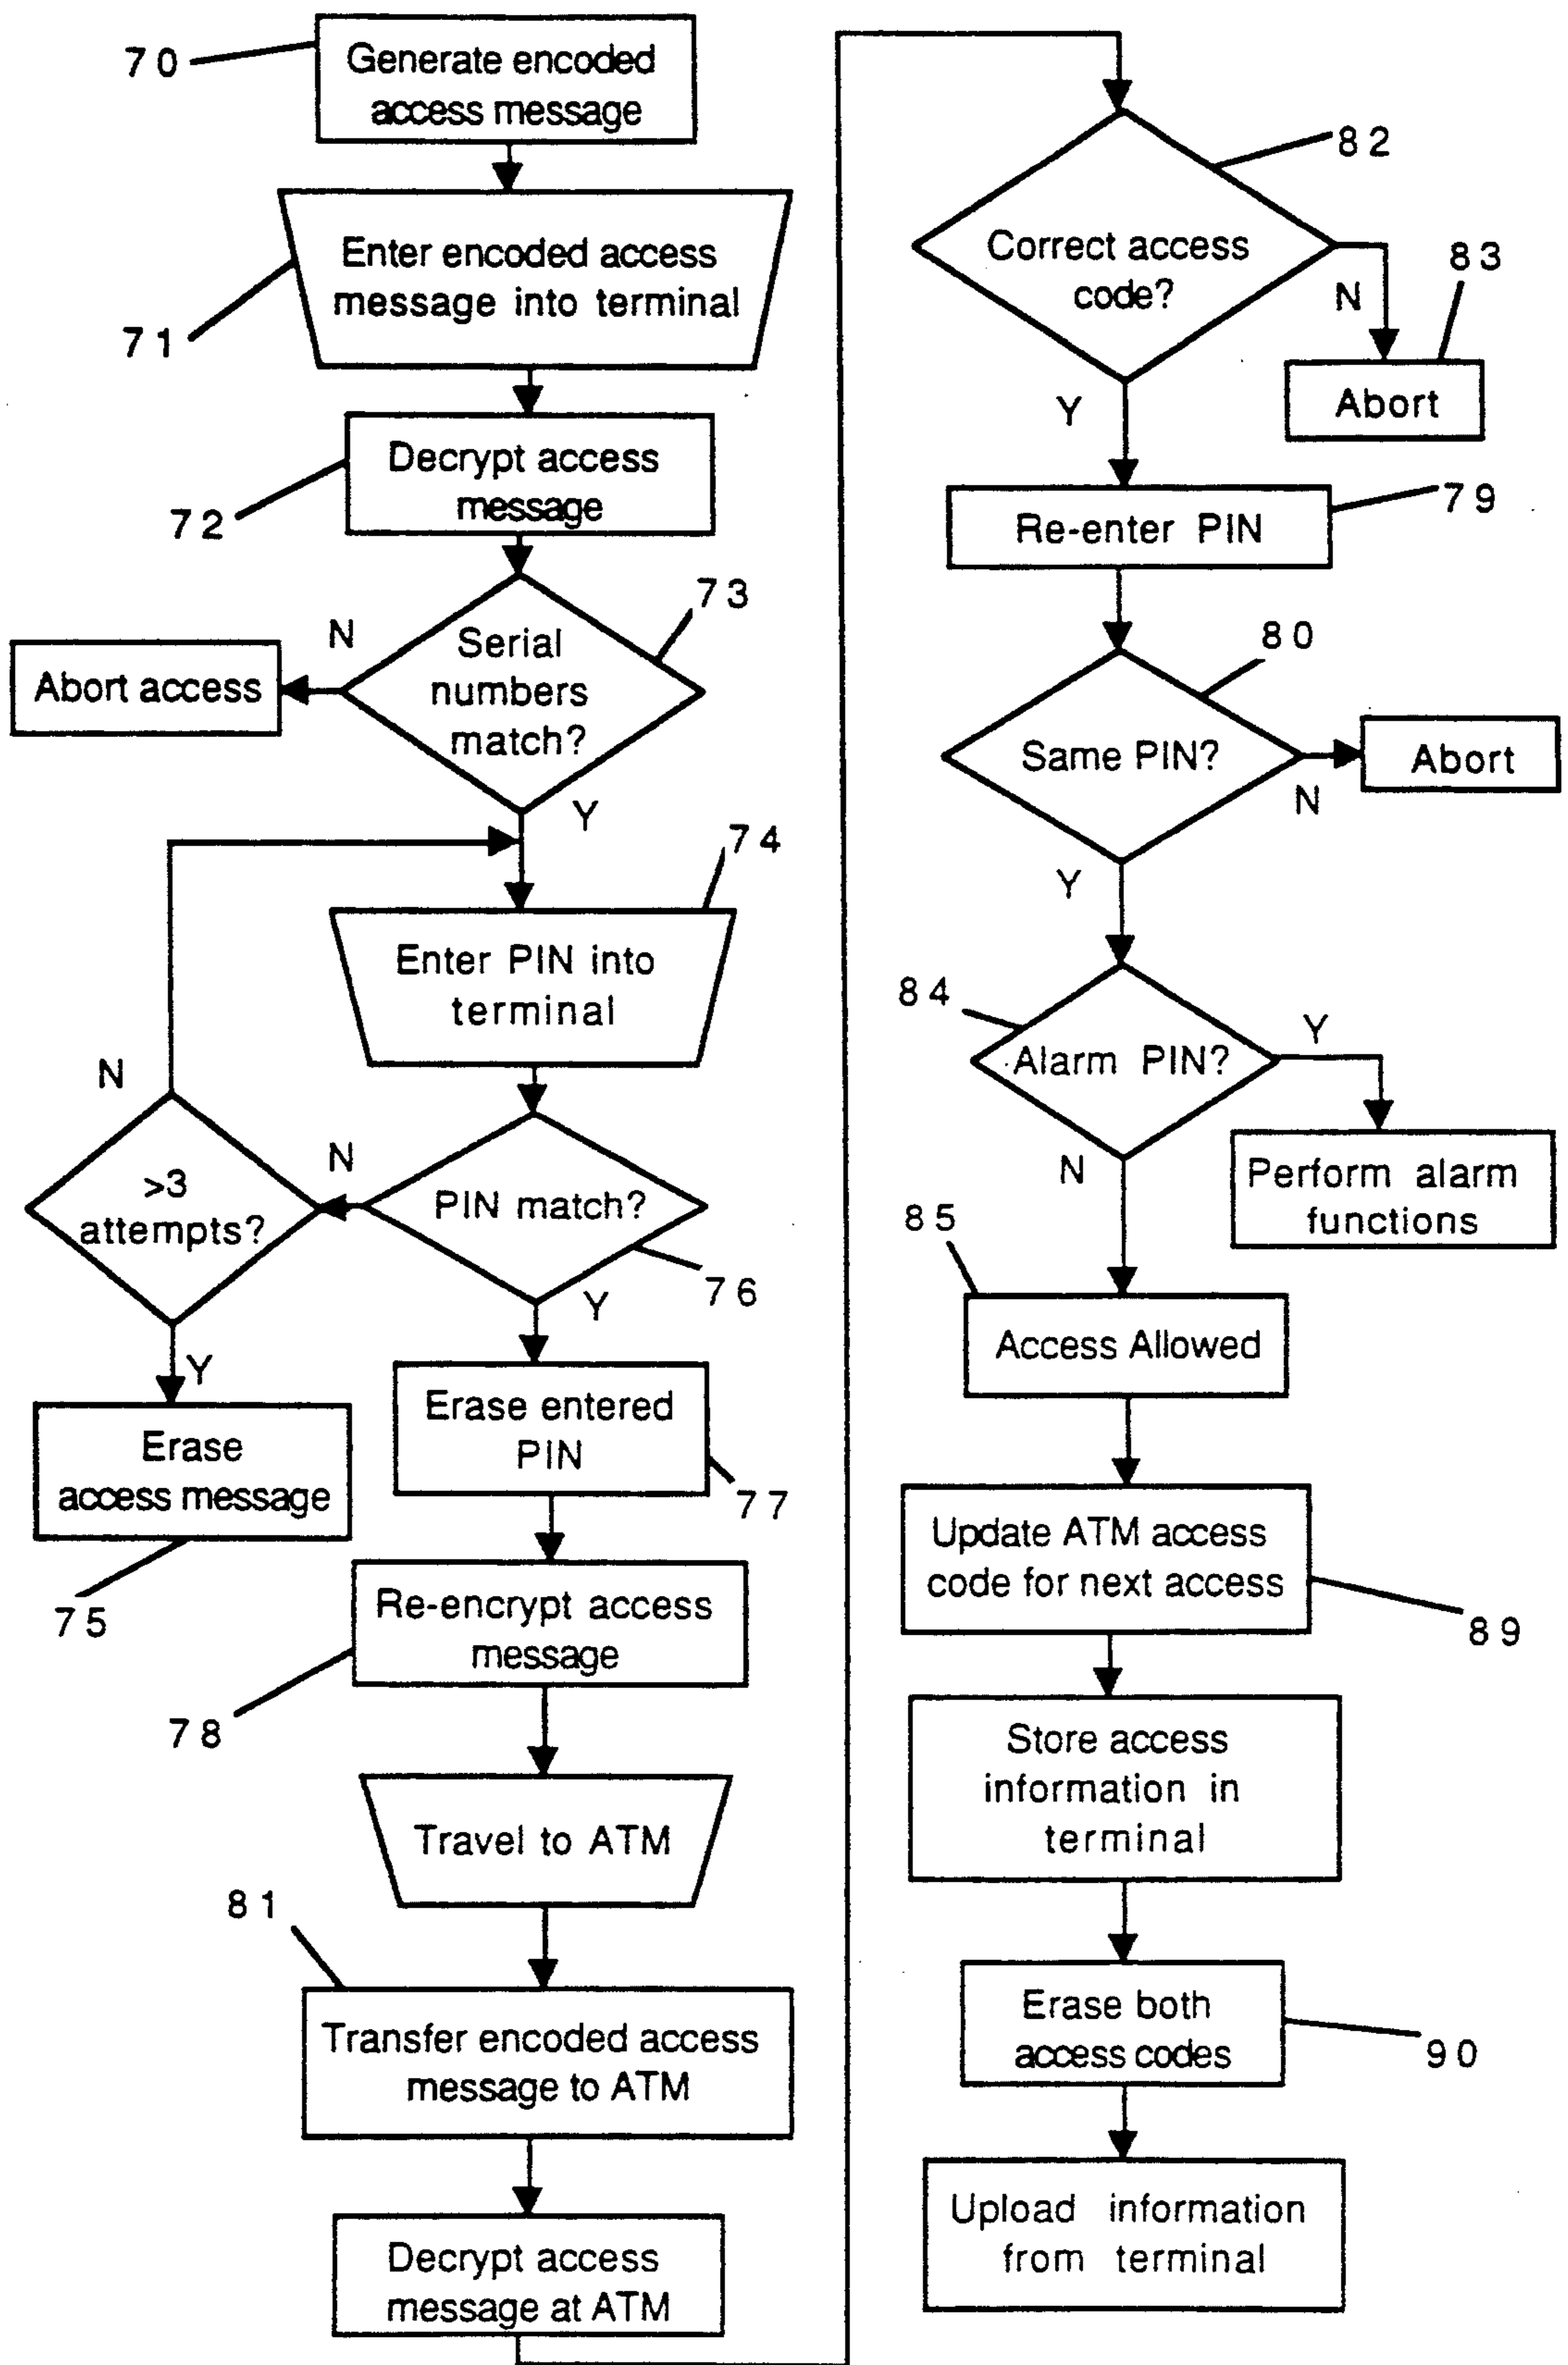 70
Generate encoded
access message
71
Enter encoded access
message into terminal
72
Decrypt access
message
73
Serial
numbers
match?
N
Abort access
Y
74
Enter PIN into
terminal
N
>3
attempts?
N
PIN match?
76
Y
Y
Erase
access message
75
Erase entered
PIN
77
Re-encrypt access
message
78
Travel to ATM
81
Transfer encoded access
message to ATM
Decrypt access
message at ATM
82
Correct access
code?
N
83
Abort
Y
Re-enter PIN
79
80
Same PIN?
N
Abort
Y
84
Alarm PIN?
Y
Perform alarm
functions
N
85
Access Allowed
Update ATM access
code for next access
89
Store access
information in
terminal
Erase both
access codes
90
Upload information
from terminal